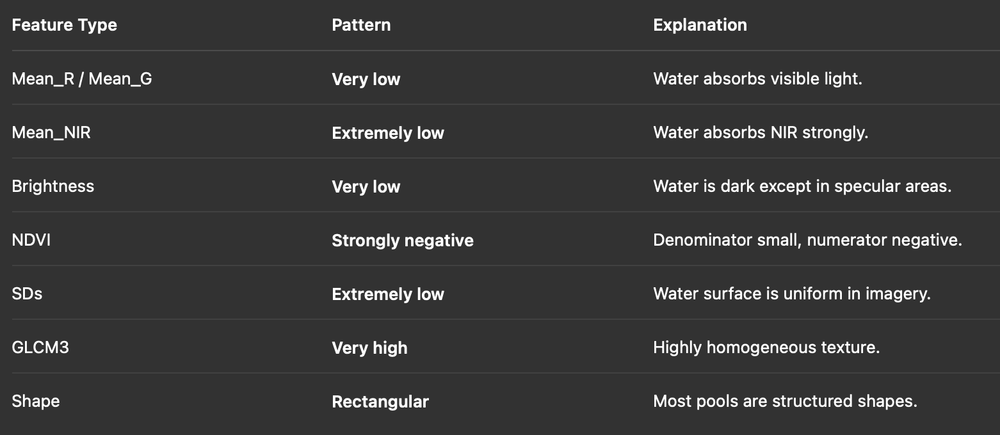 Feature Type Pattern Explanation
Mean_R / Mean_G Very low Water absorbs visible light.
Mean_NIR Extremely low Water absorbs NIR strongly.
Brightness Very low Water is dark except in specular areas.
NDVI Strongly negative Denominator small, numerator negative.
SDs Extremely low Water surface is uniform in imagery.
GLCM3 Very high Highly homogeneous texture.
Shape Rectangular Most pools are structured shapes.